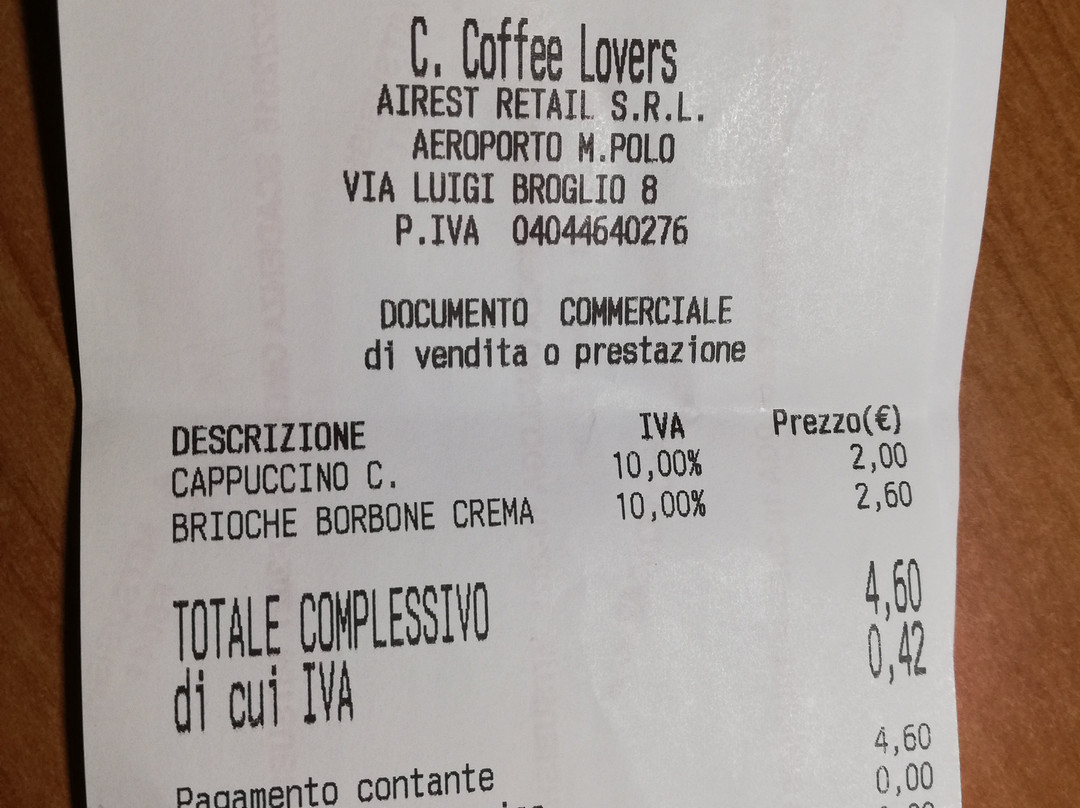 C. Coffee Lovers
AIREST RETAIL S.R.L.
AEROPORTO M.POLO
VIA LUIGI BROGLIO 8
P.IVA 04044640276
DOCUMENTO COMMERCIALE
di vendita o prestazione
DESCRIZIONE IVA Prezzo(€)
CAPPUCCINO C. 10,00% 2,00
BRIOCHE BORBONE CREMA 10,00% 2,60
TOTALE COMPLESSIVO 4,60
di cui IVA 0,42
Pagamento contante 4,60
0,00